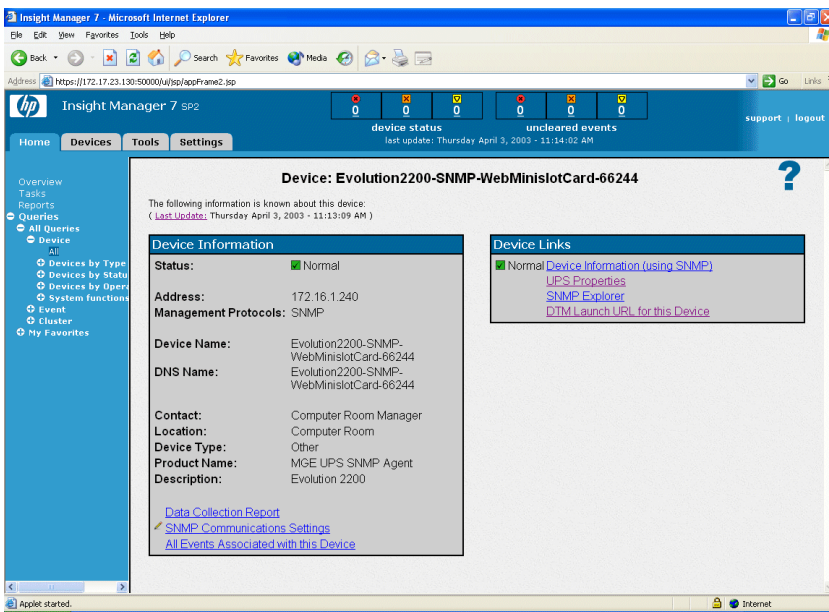 Insight Manager 7 - Microsoft Internet Explorer
File Edit View Favorites Tools Help
Back Search Favorites Media
Address https://172.17.23.130:50000/ui/jsp/appFrame2.jsp Go Links
hp Insight Manager 7 SP2
0 0 0 0 0 0
device status uncleared events
last update: Thursday April 3, 2003 - 11:14:02 AM
support | logout
Home Devices Tools Settings
Overview
Tasks
Reports
Queries
All Queries
Device
All
Devices by Type
Devices by Statu
Devices by Opera
System functions
Event
Cluster
My Favorites
Device: Evolution2200-SNMP-WebMinislotCard-66244
?
The following information is known about this device:
( Last Update: Thursday April 3, 2003 - 11:13:09 AM )
Device Information
Status: Normal
Address: 172.16.1.240
Management Protocols: SNMP
Device Name: Evolution2200-SNMP-
WebMinislotCard-66244
DNS Name: Evolution2200-SNMP-
WebMinislotCard-66244
Contact: Computer Room Manager
Location: Computer Room
Device Type: Other
Product Name: MGE UPS SNMP Agent
Description: Evolution 2200
Data Collection Report
SNMP Communications Settings
All Events Associated with this Device
Device Links
Normal Device Information (using SNMP)
UPS Properties
SNMP Explorer
DTM Launch URL for this Device
Applet started. Internet